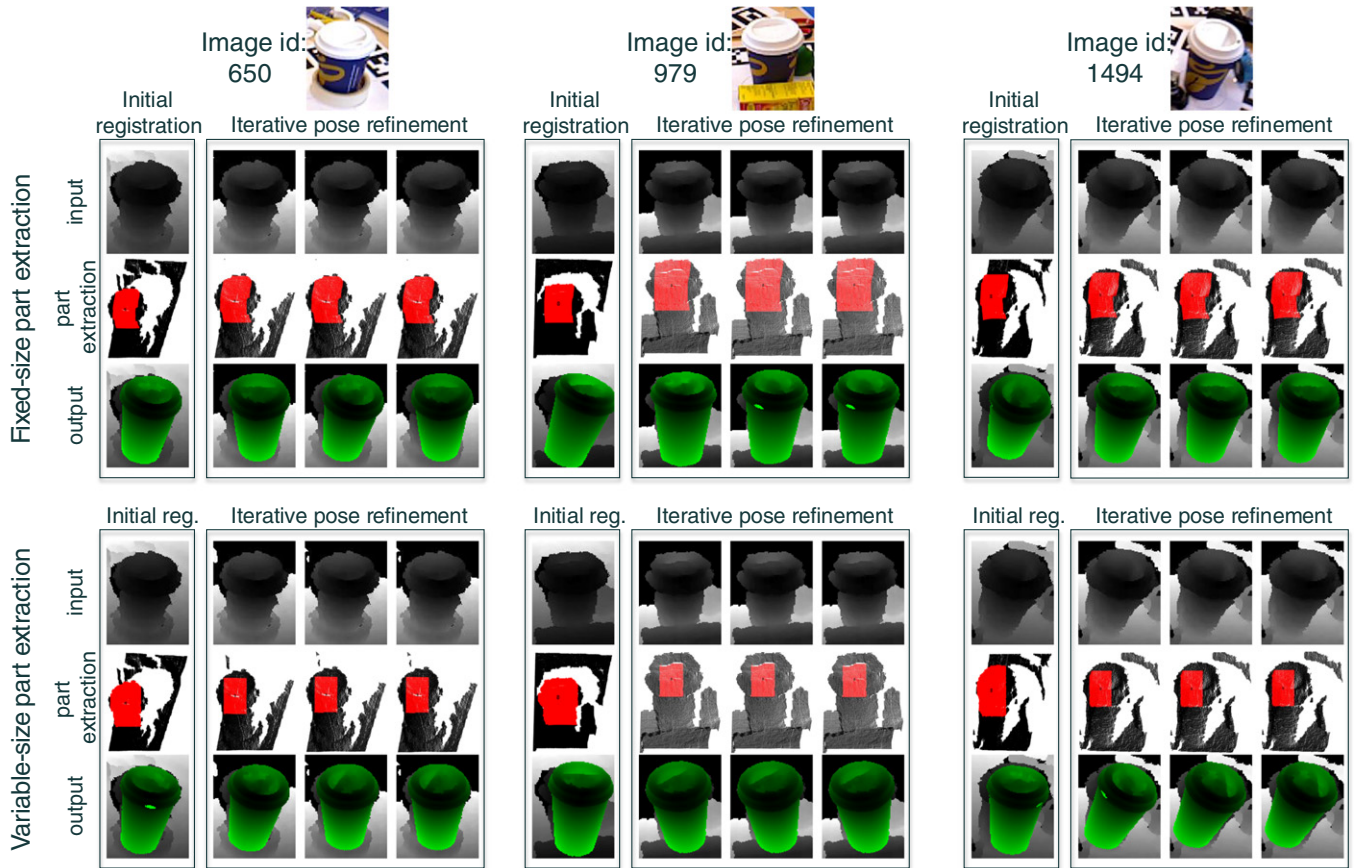 Image id:
650
Image id:
979
Image id:
1494
Initial
registration
Iterative pose refinement
Initial
registration
Iterative pose refinement
Initial
registration
Iterative pose refinement
Fixed-size part extraction
input
part
extraction
output
Initial reg.
Iterative pose refinement
Initial reg.
Iterative pose refinement
Initial reg.
Iterative pose refinement
Variable-size part extraction
input
part
extraction
output